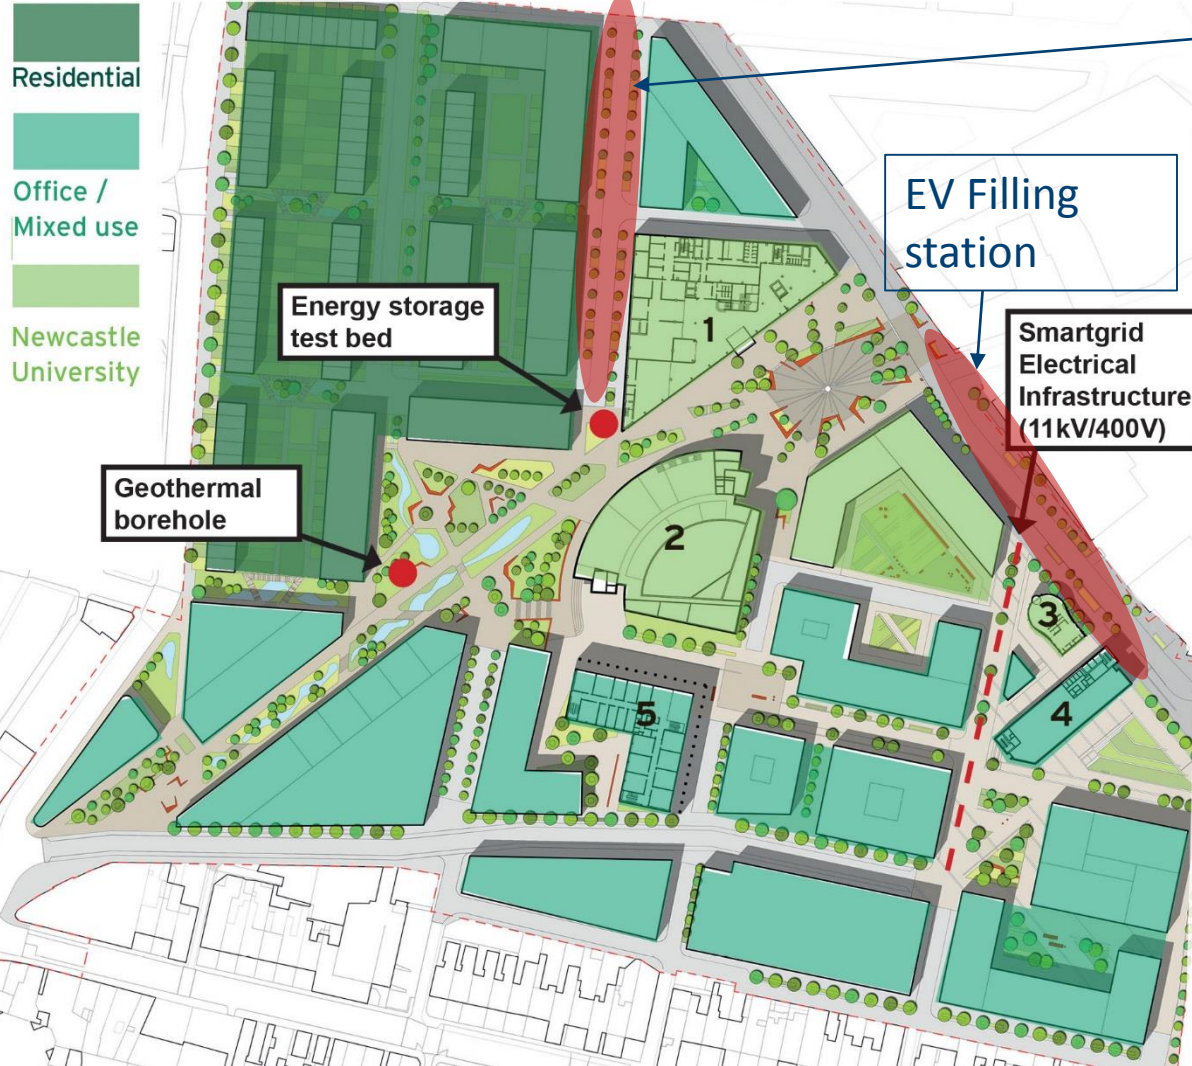 Residential
Office /
Mixed use
Newcastle
University
EV Filling
station
Energy storage
test bed
Smartgrid
Electrical
Infrastructure
(11kV/400V)
Geothermal
borehole
1
2
3
4
5